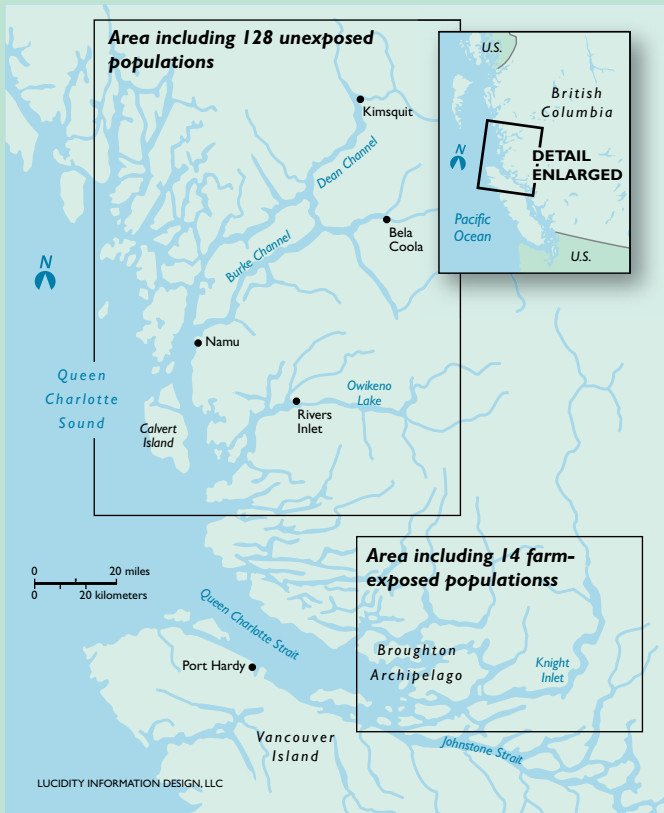 Area including 128 unexposed
populations
U.S.
British
Columbia
N
DETAIL
ENLARGED
Pacific
Ocean
U.S.
Kimsquit
Dean Channel
Bela
Coola
Burke Channel
N
Namu
Queen
Charlotte
Sound
Owikeno
Lake
Rivers
Inlet
Calvert
Island
Area including 14 farm-
exposed populationss
0 20 miles
0 20 kilometers
Queen Charlotte Strait
Broughton
Archipelago
Knight
Inlet
Port Hardy
Vancouver
Island
Johnstone Strait
LUCIDITY INFORMATION DESIGN, LLC